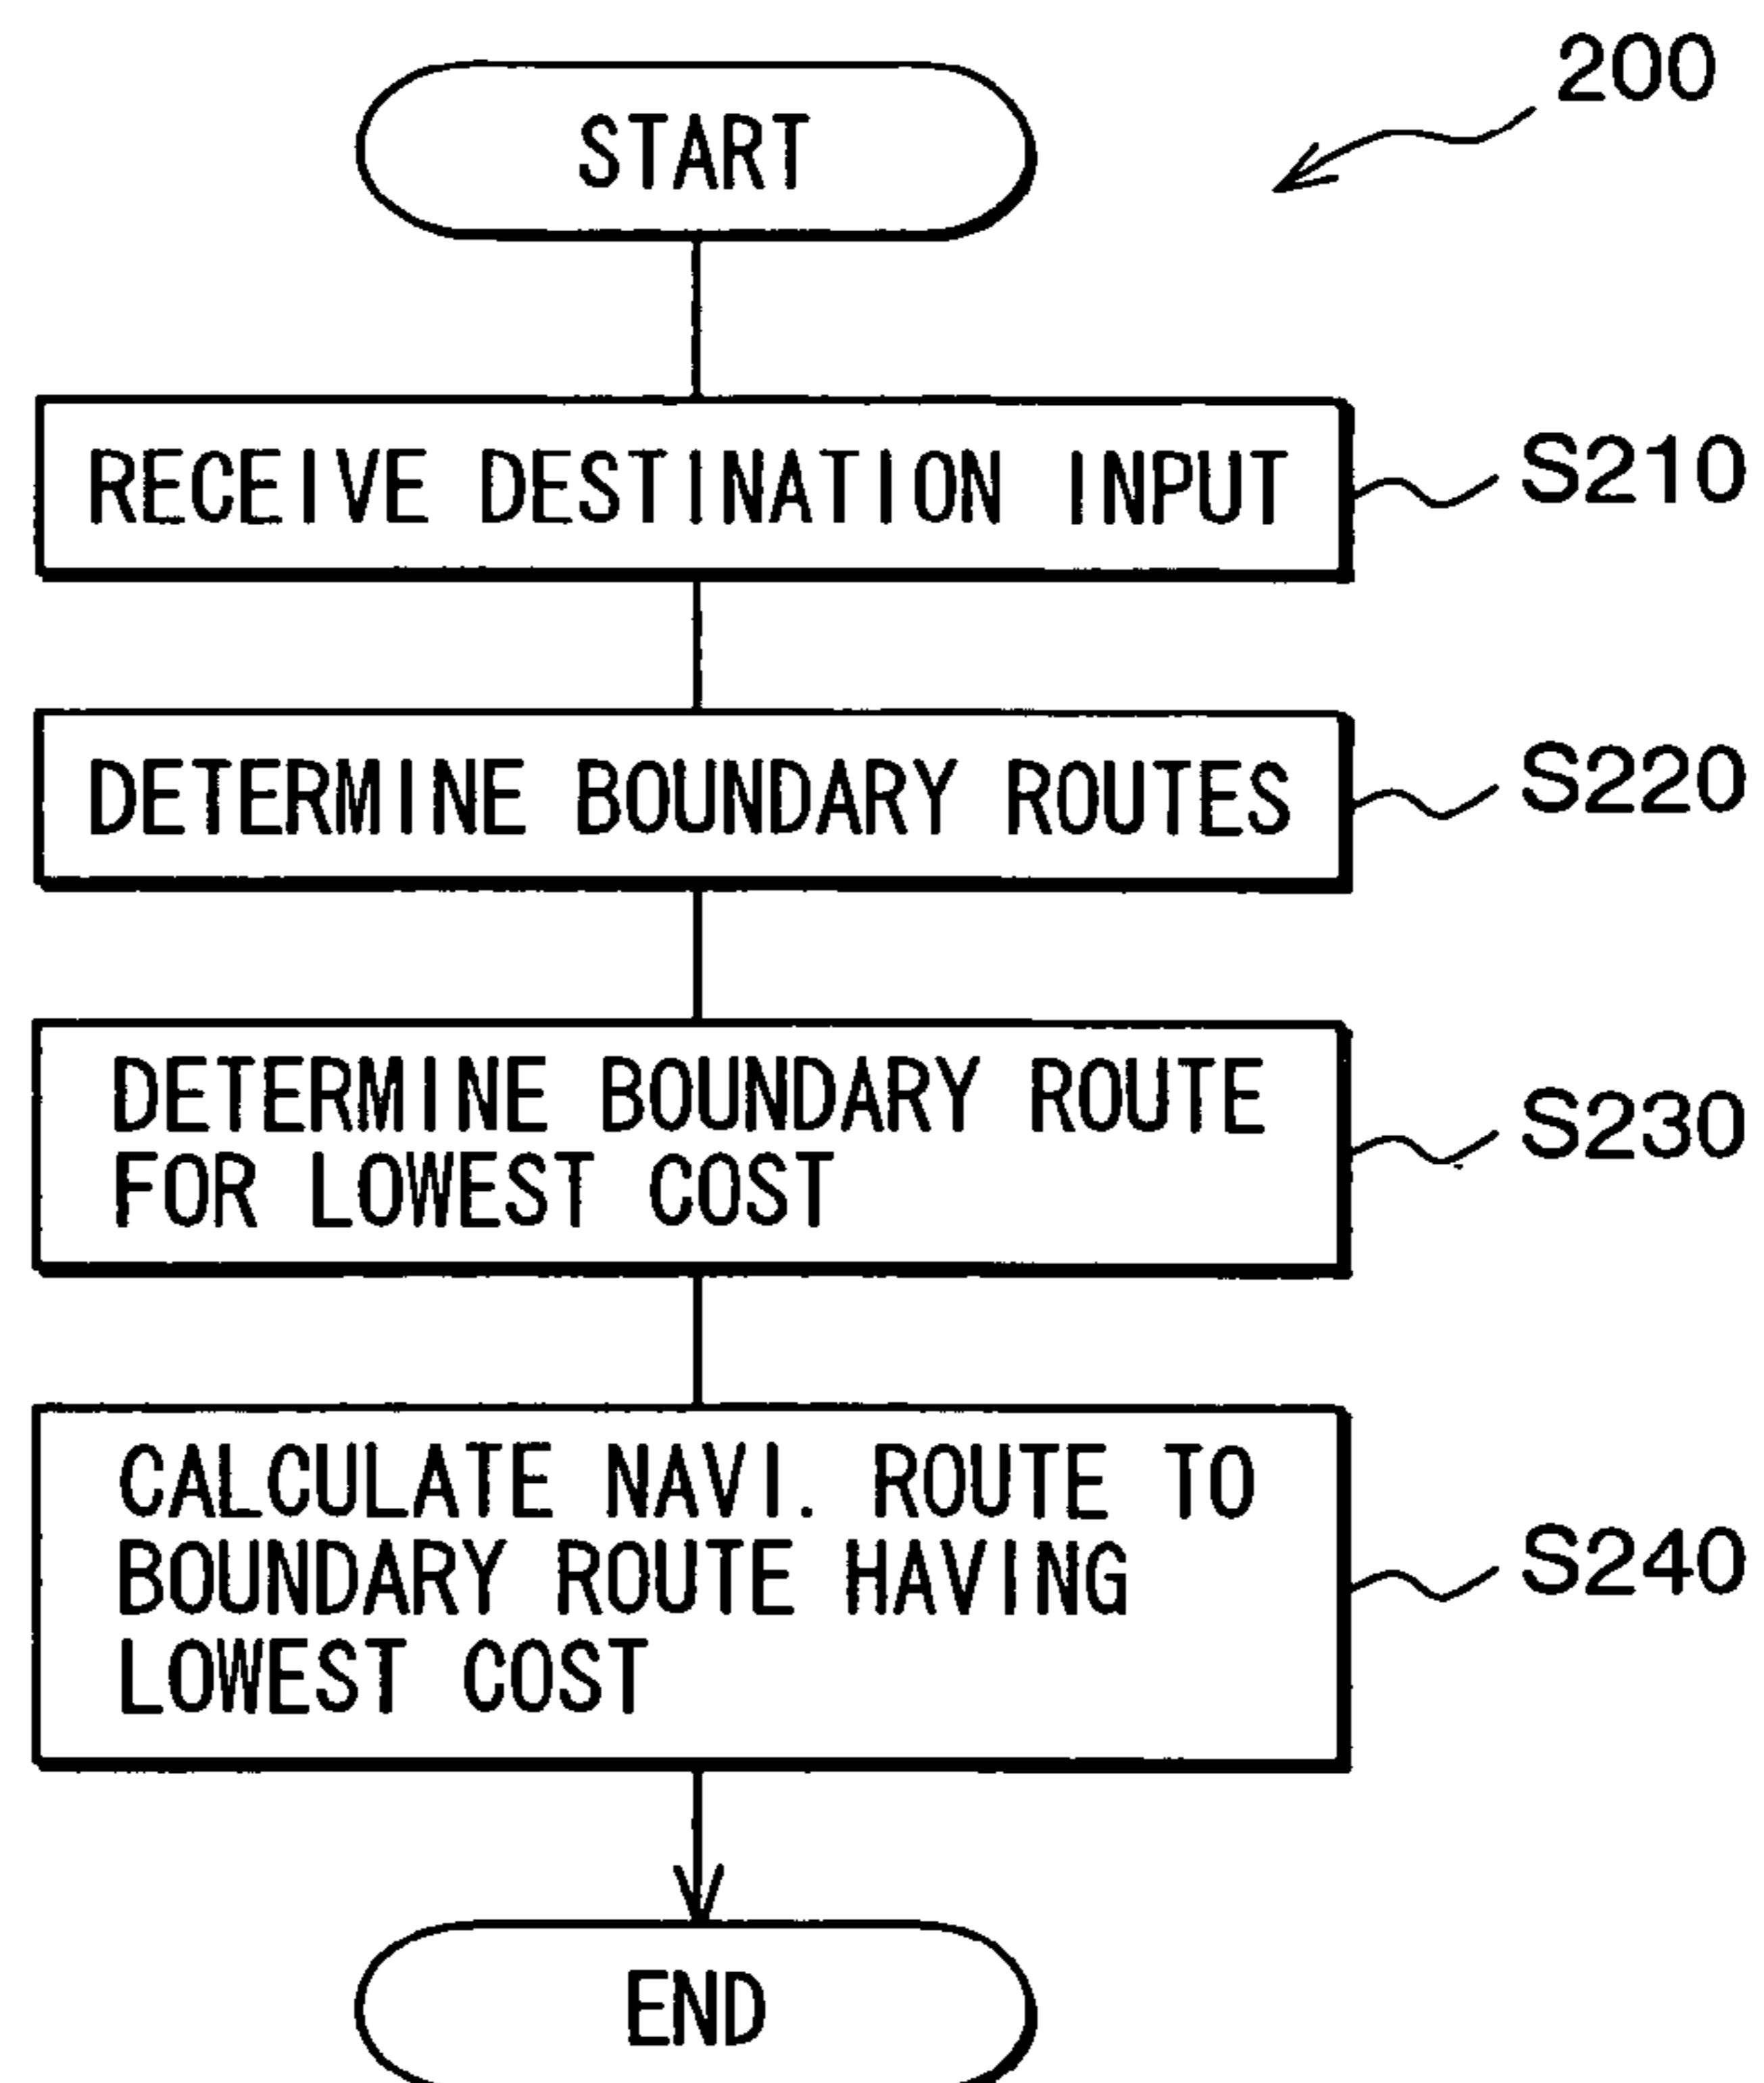 200
START
RECEIVE DESTINATION INPUT
S210
DETERMINE BOUNDARY ROUTES
S220
DETERMINE BOUNDARY ROUTE
FOR LOWEST COST
S230
CALCULATE NAVI. ROUTE TO
BOUNDARY ROUTE HAVING
LOWEST COST
S240
END